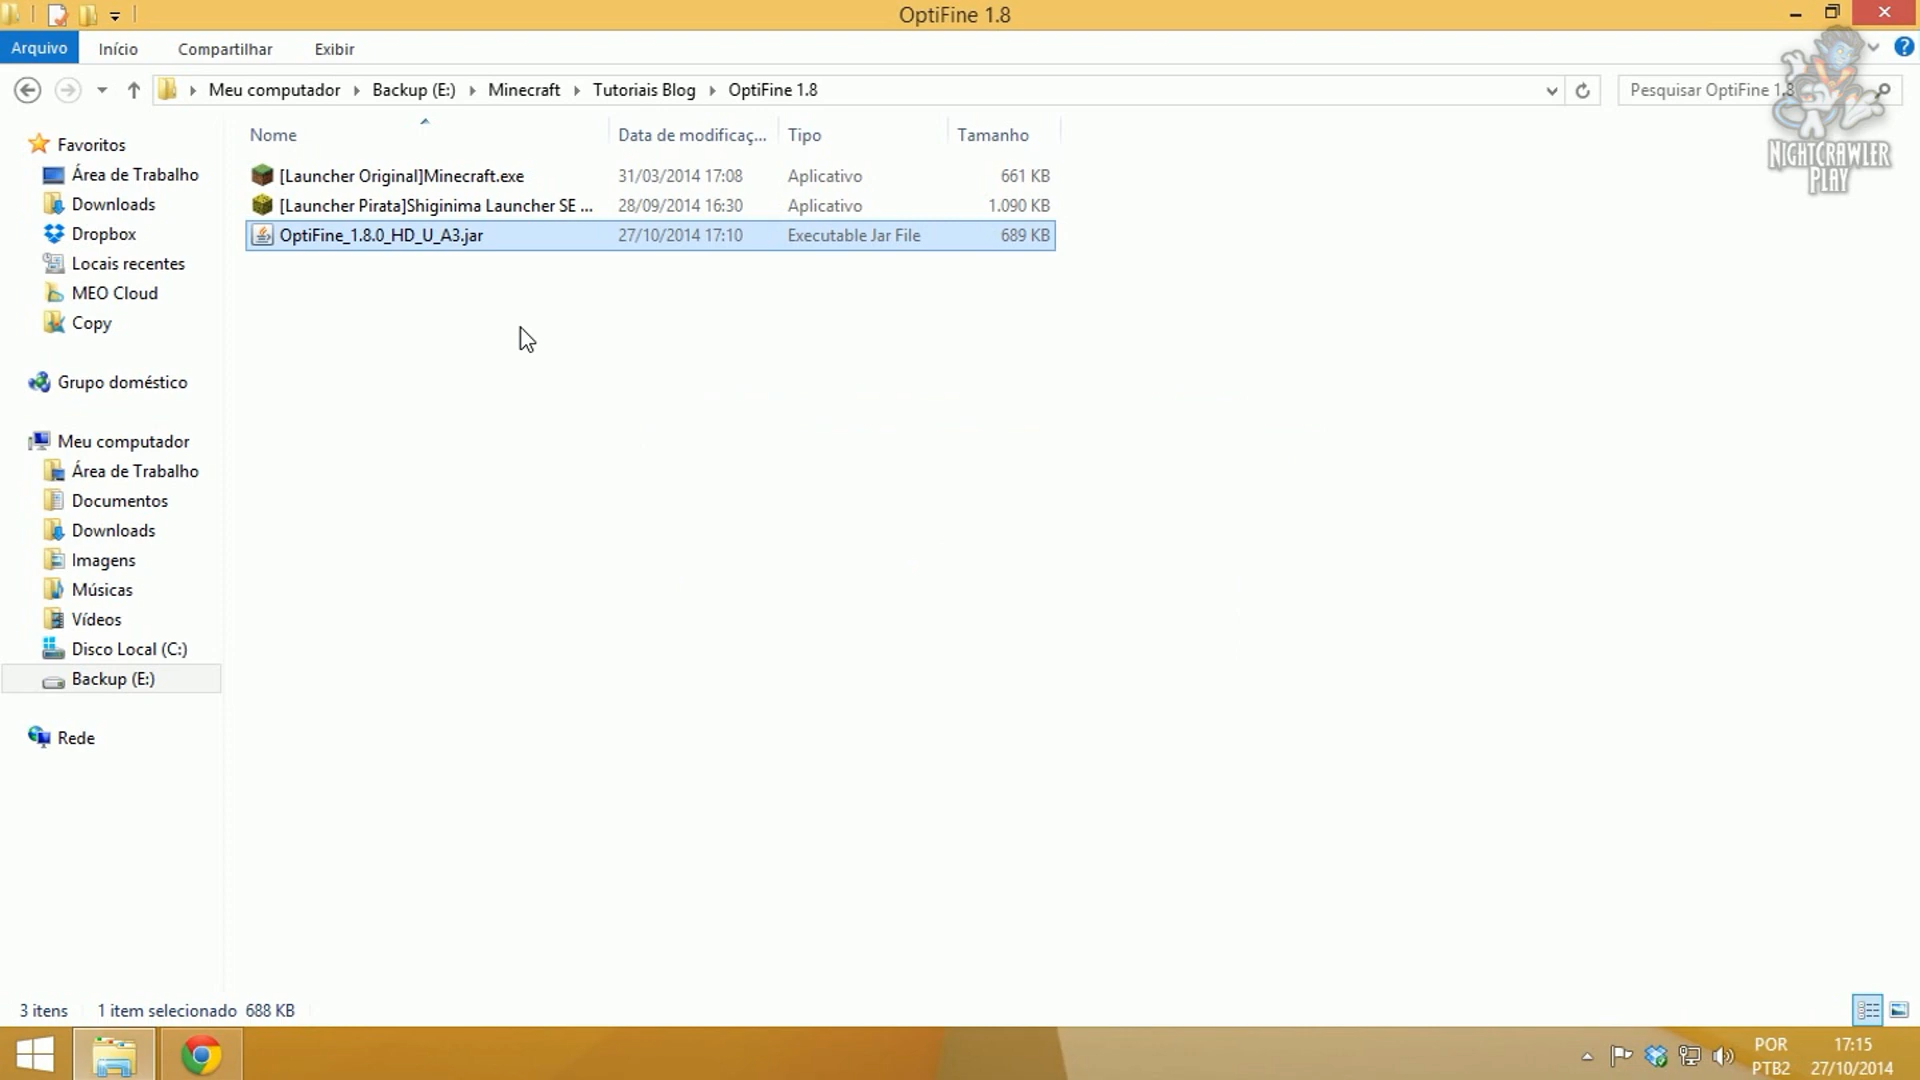 OptiFine 1.8
Arquivo Início Compartilhar Exibir
Meu computador Backup (E:) Minecraft Tutoriais Blog OptiFine 1.8 Pesquisar OptiFine 1.8
NIGHTCRAWLER
PLAY
Nome Data de modificaç... Tipo Tamanho
[Launcher Original]Minecraft.exe 31/03/2014 17:08 Aplicativo 661 KB
[Launcher Pirata]Shiginima Launcher SE ... 28/09/2014 16:30 Aplicativo 1.090 KB
OptiFine_1.8.0_HD_U_A3.jar 27/10/2014 17:10 Executable Jar File 689 KB
Favoritos
Área de Trabalho
Downloads
Dropbox
Locais recentes
MEO Cloud
Copy
Grupo doméstico
Meu computador
Área de Trabalho
Documentos
Downloads
Imagens
Músicas
Vídeos
Disco Local (C:)
Backup (E:)
Rede
3 itens 1 item selecionado 688 KB
POR 17:15
PTB2 27/10/2014